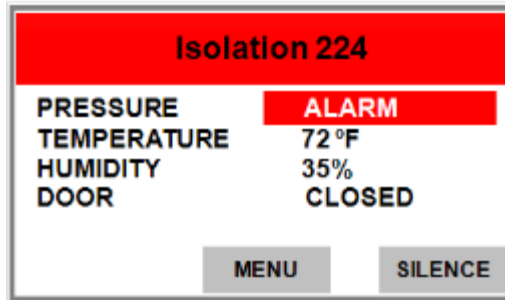 Isolation 224
PRESSURE ALARM
TEMPERATURE 72 ºF
HUMIDITY 35%
DOOR CLOSED
MENU SILENCE